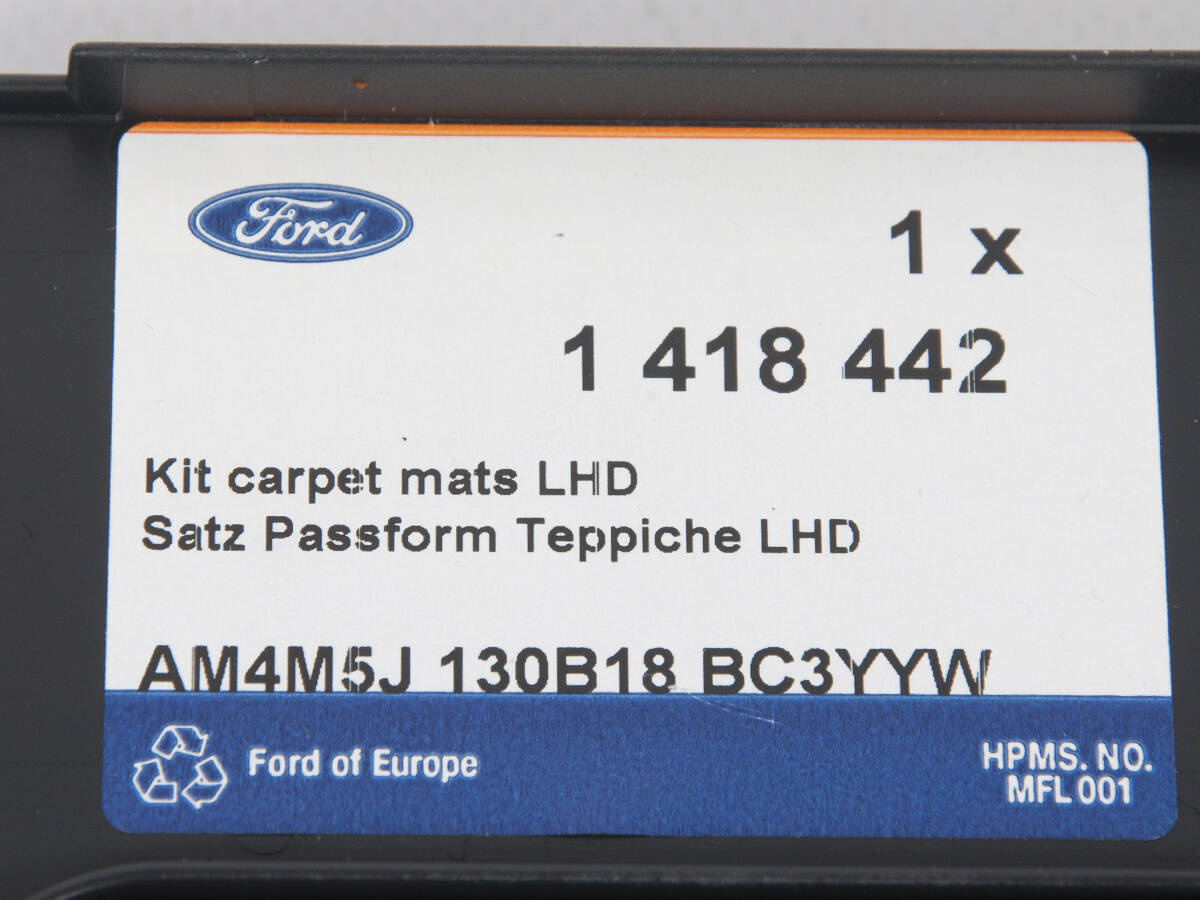 Ford
1 x
1 418 442
Kit carpet mats LHD
Satz Passform Teppiche LHD
AM4M5J 130B18 BC3YYW
Ford of Europe
HPMS. NO.
MFL 001